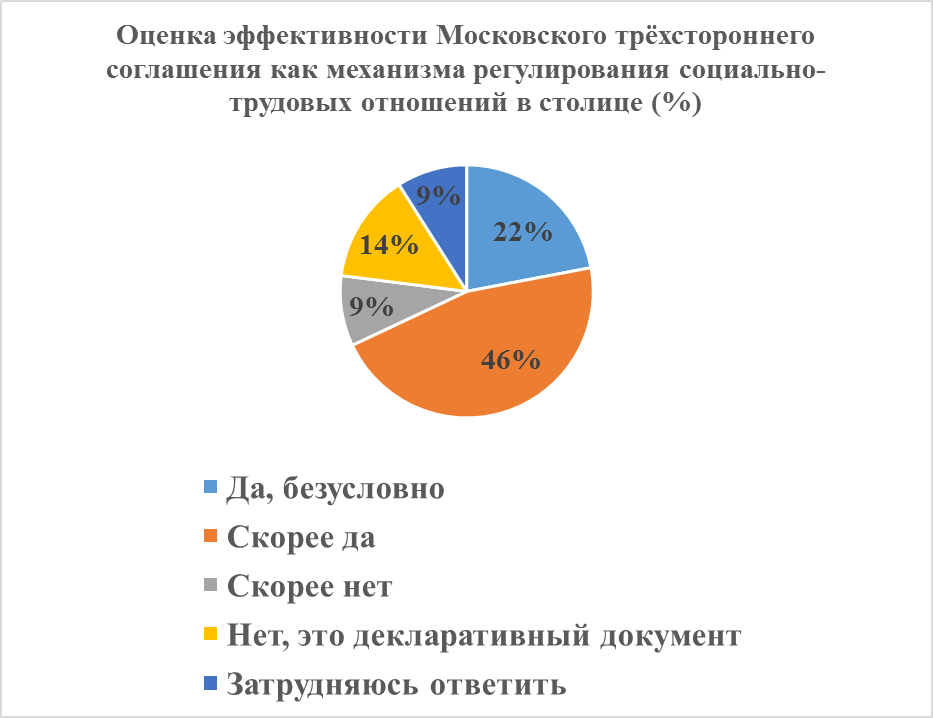 Оценка эффективности Московского трёхстороннего
соглашения как механизма регулирования социально-
трудовых отношений в столице (%)
9%
22%
14%
9%
46%
Да, безусловно
Скорее да
Скорее нет
Нет, это декларативный документ
Затрудняюсь ответить